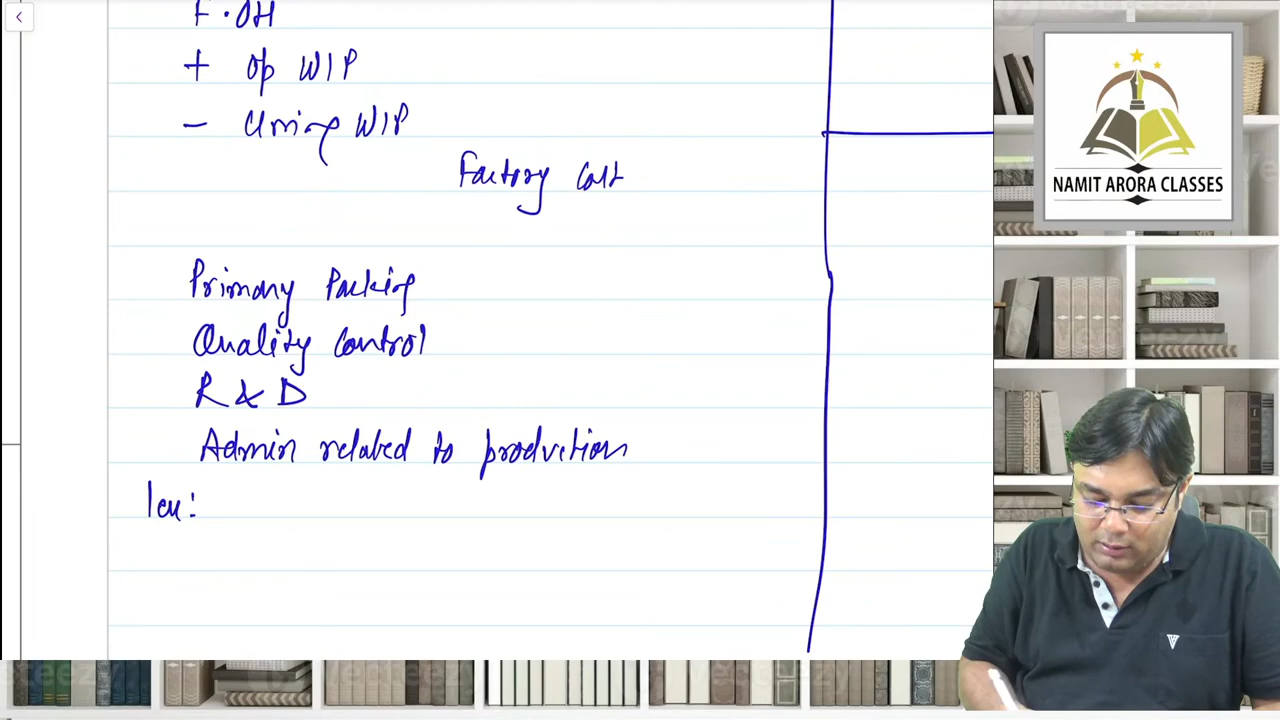 F.OH
+ Op WIP
- Closing WIP
Factory Cost
Primary Packing
Quality Control
R & D
Admin related to production
less:
NAMIT ARORA CLASSES